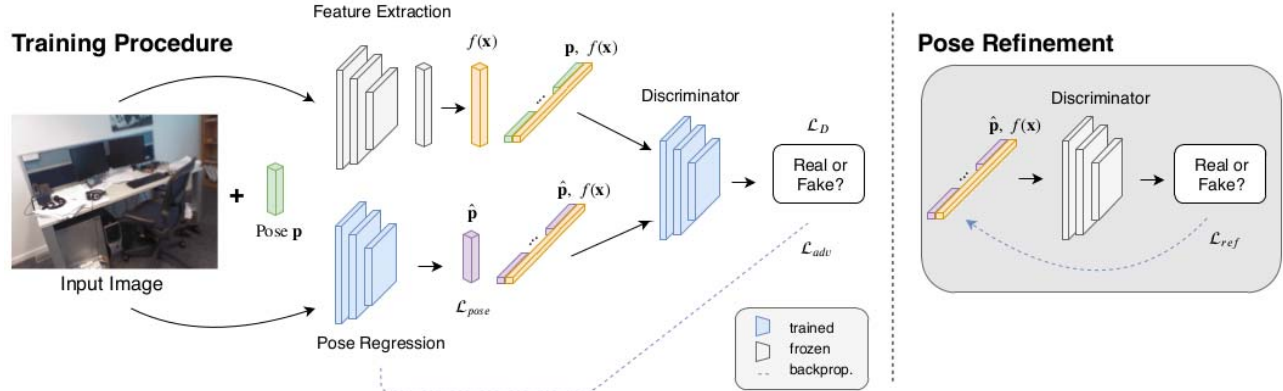 Feature Extraction
Training Procedure
f(x)
p, f(x)
Discriminator
ℒ_D
Real or
Fake?
+
Pose p
p̂
p̂, f(x)
ℒ_adv
Input Image
ℒ_pose
Pose Regression
trained
frozen
backprop.
Pose Refinement
Discriminator
p̂, f(x)
Real or
Fake?
ℒ_ref